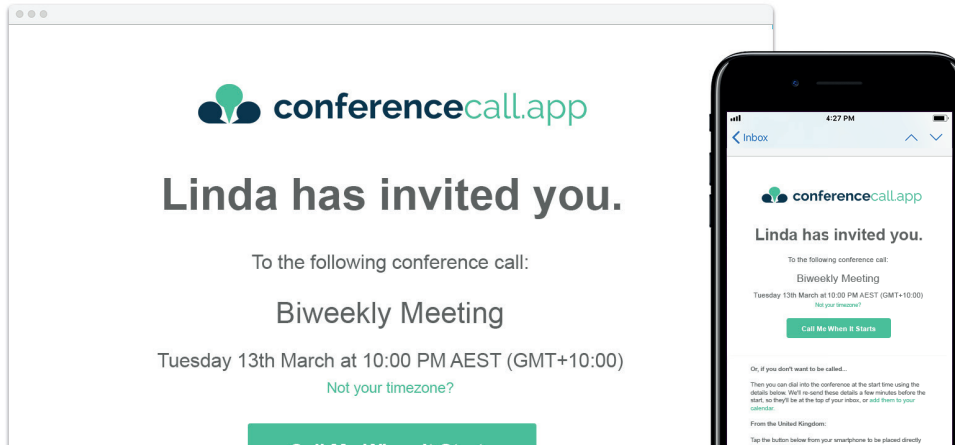 conferencecall.app
Linda has invited you.
To the following conference call:
Biweekly Meeting
Tuesday 13th March at 10:00 PM AEST (GMT+10:00)
Not your timezone?
Call Me When It Starts
4:27 PM
Inbox
conferencecall.app
Linda has invited you.
To the following conference call:
Biweekly Meeting
Tuesday 13th March at 10:00 PM AEST (GMT+10:00)
Not your timezone?
Call Me When It Starts
Or, if you don't want to be called...
Then you can dial into the conference at the start time using the
details below. We'll re-send these details a few minutes before the
start, so they'll be at the top of your inbox, or add them to your
calendar.
From the United Kingdom:
Tap the button below from your smartphone to be placed directly